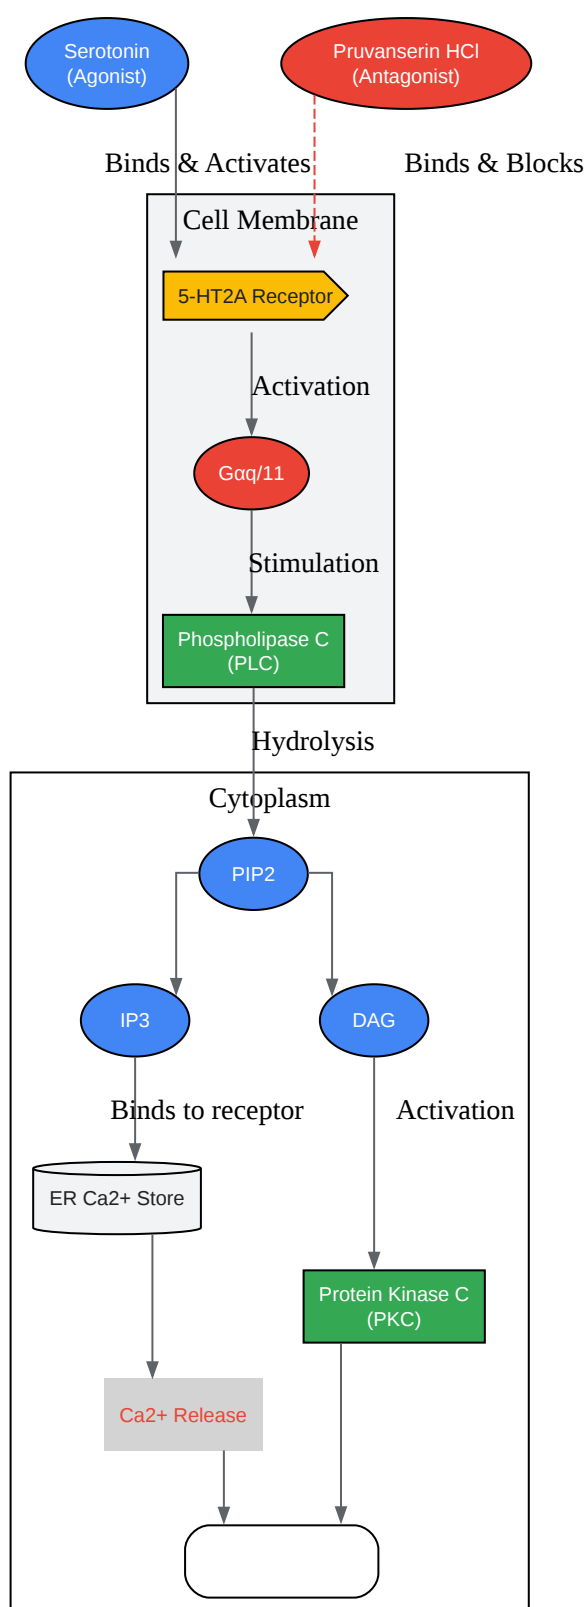 Serotonin
(Agonist)
Pruvanserin HCl
(Antagonist)
Binds & Activates
Binds & Blocks
Cell Membrane
5-HT2A Receptor
Activation
Gαq/11
Stimulation
Phospholipase C
(PLC)
Hydrolysis
Cytoplasm
PIP2
IP3
DAG
Binds to receptor
Activation
ER Ca2+ Store
Protein Kinase C
(PKC)
Ca2+ Release